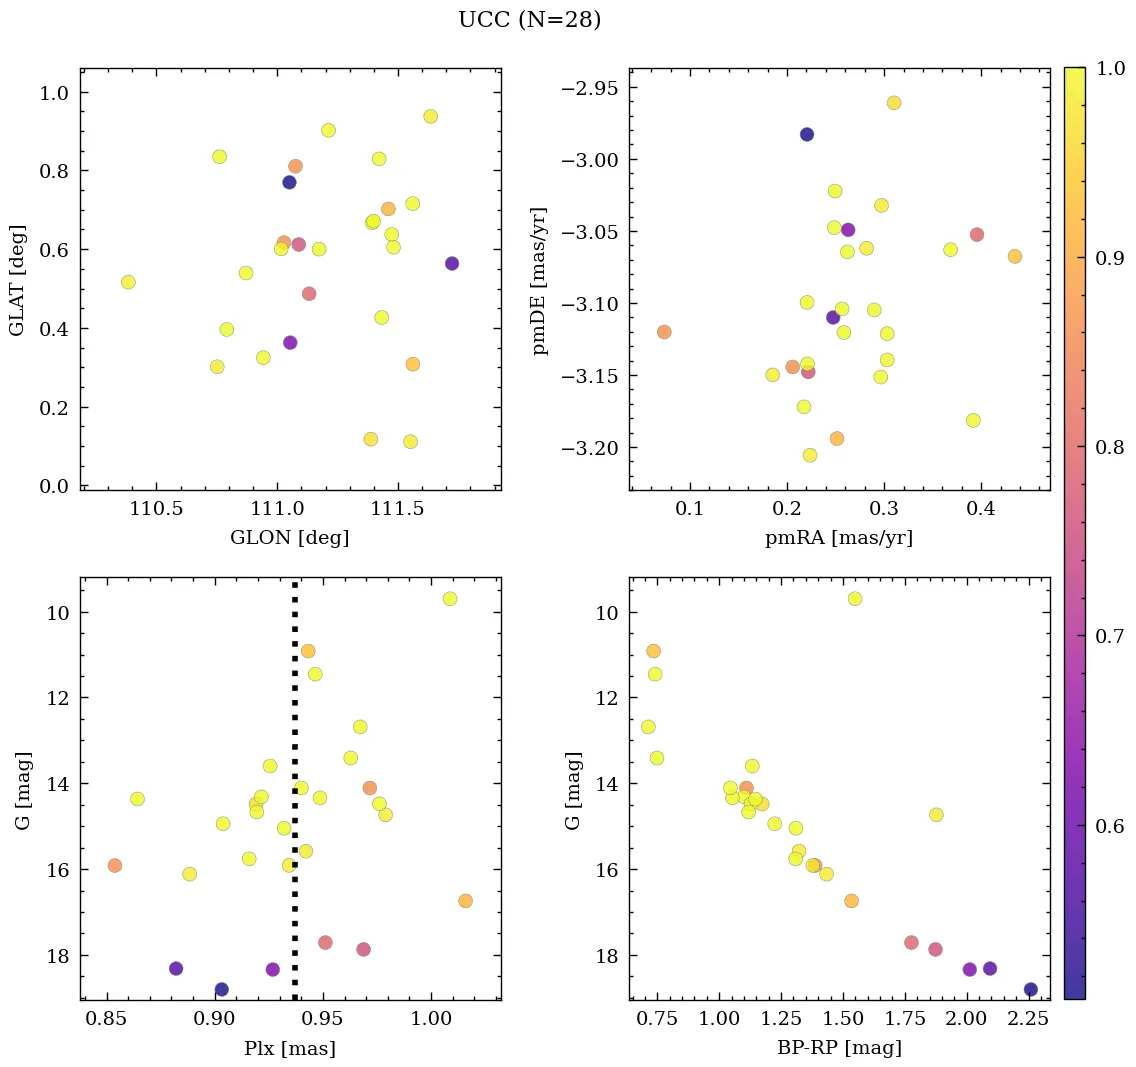 UCC (N=28)
1.0
0.8
0.6
0.4
0.2
0.0
GLAT [deg]
110.5 111.0 111.5
GLON [deg]
−2.95
−3.00
−3.05
−3.10
−3.15
−3.20
pmDE [mas/yr]
0.1 0.2 0.3 0.4
pmRA [mas/yr]
1.0
0.9
0.8
0.7
0.6
10
12
14
16
18
G [mag]
0.85 0.90 0.95 1.00
Plx [mas]
10
12
14
16
18
G [mag]
0.75 1.00 1.25 1.50 1.75 2.00 2.25
BP-RP [mag]